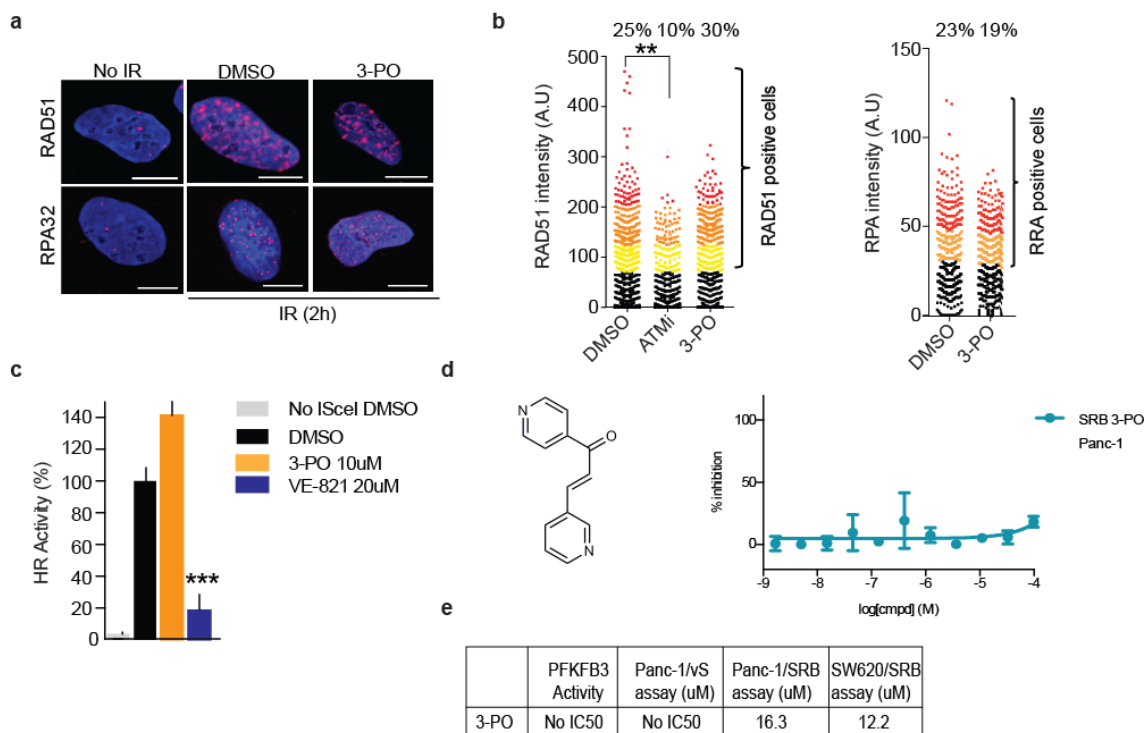 a
No IR DMSO 3-PO
RAD51
RPA32
IR (2h)
b
25% 10% 30%
**
RAD51 intensity (A.U)
500
400
300
200
100
0
DMSO ATMi 3-PO
RAD51 positive cells
23% 19%
RPA intensity (A.U)
150
100
50
0
DMSO 3-PO
RRA positive cells
c
HR Activity (%)
140
120
100
80
60
40
20
0
***
No IScel DMSO
DMSO
3-PO 10uM
VE-821 20uM
d
N
O
N
% inhibition
100
50
0
-9 -8 -7 -6 -5 -4
log[cmpd] (M)
SRB 3-PO
Panc-1
e
PFKFB3 Panc-1/vS Panc-1/SRB SW620/SRB
Activity assay (uM) assay (uM) assay (uM)
3-PO No IC50 No IC50 16.3 12.2